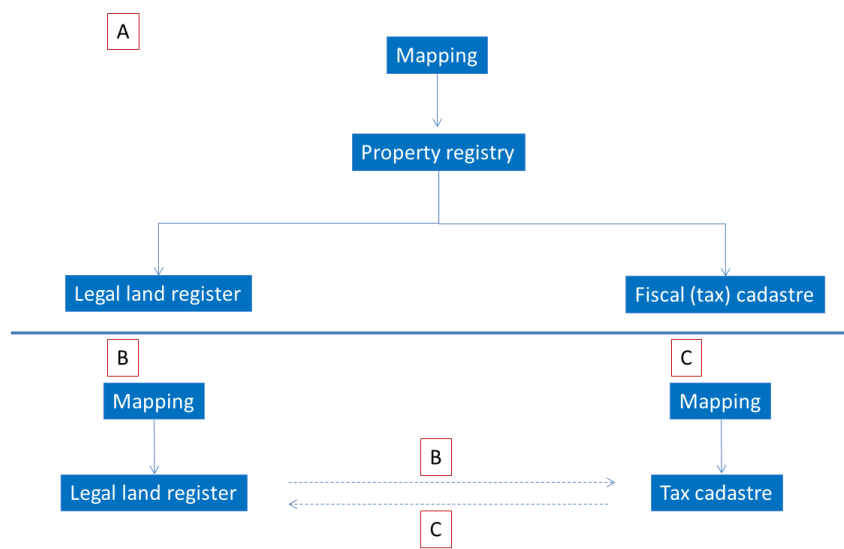 A
Mapping
Property registry
Legal land register
Fiscal (tax) cadastre
B
C
Mapping
Mapping
B
Legal land register
Tax cadastre
C